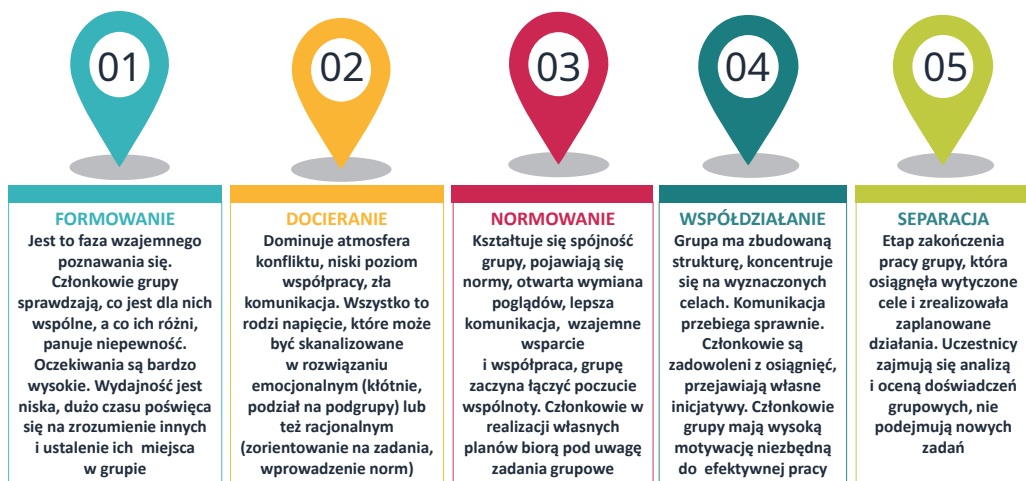 01
02
03
04
05
FORMOWANIE
Jest to faza wzajemnego
poznawania się.
Członkowie grupy
sprawdzają, co jest dla nich
wspólne, a co ich różni,
panuje niepewność.
Oczekiwania są bardzo
wysokie. Wydajność jest
niska, dużo czasu poświęca
się na zrozumienie innych
i ustalenie ich miejsca
w grupie
DOCIERANIE
Dominuje atmosfera
konfliktu, niski poziom
współpracy, zła
komunikacja. Wszystko to
rodzi napięcie, które może
być skanalizowane
w rozwiązaniu
emocjonalnym (kłótnie,
podział na podgrupy) lub
też racjonalnym
(zorientowanie na zadania,
wprowadzenie norm)
NORMOWANIE
Kształtuje się spójność
grupy, pojawiają się
normy, otwarta wymiana
poglądów, lepsza
komunikacja, wzajemne
wsparcie
i współpraca, grupę
zaczyna łączyć poczucie
wspólnoty. Członkowie w
realizacji własnych
planów biorą pod uwagę
zadania grupowe
WSPÓŁDZIAŁANIE
Grupa ma zbudowaną
strukturę, koncentruje
się na wyznaczonych
celach. Komunikacja
przebiega sprawnie.
Członkowie są
zadowoleni z osiągnięć,
przejawiają własne
inicjatywy. Członkowie
grupy mają wysoką
motywację niezbędną
do efektywnej pracy
SEPARACJA
Etap zakończenia
pracy grupy, która
osiągnęła wytyczone
cele i zrealizowała
zaplanowane
działania. Uczestnicy
zajmują się analizą
i oceną doświadczeń
grupowych, nie
podejmują nowych
zadań